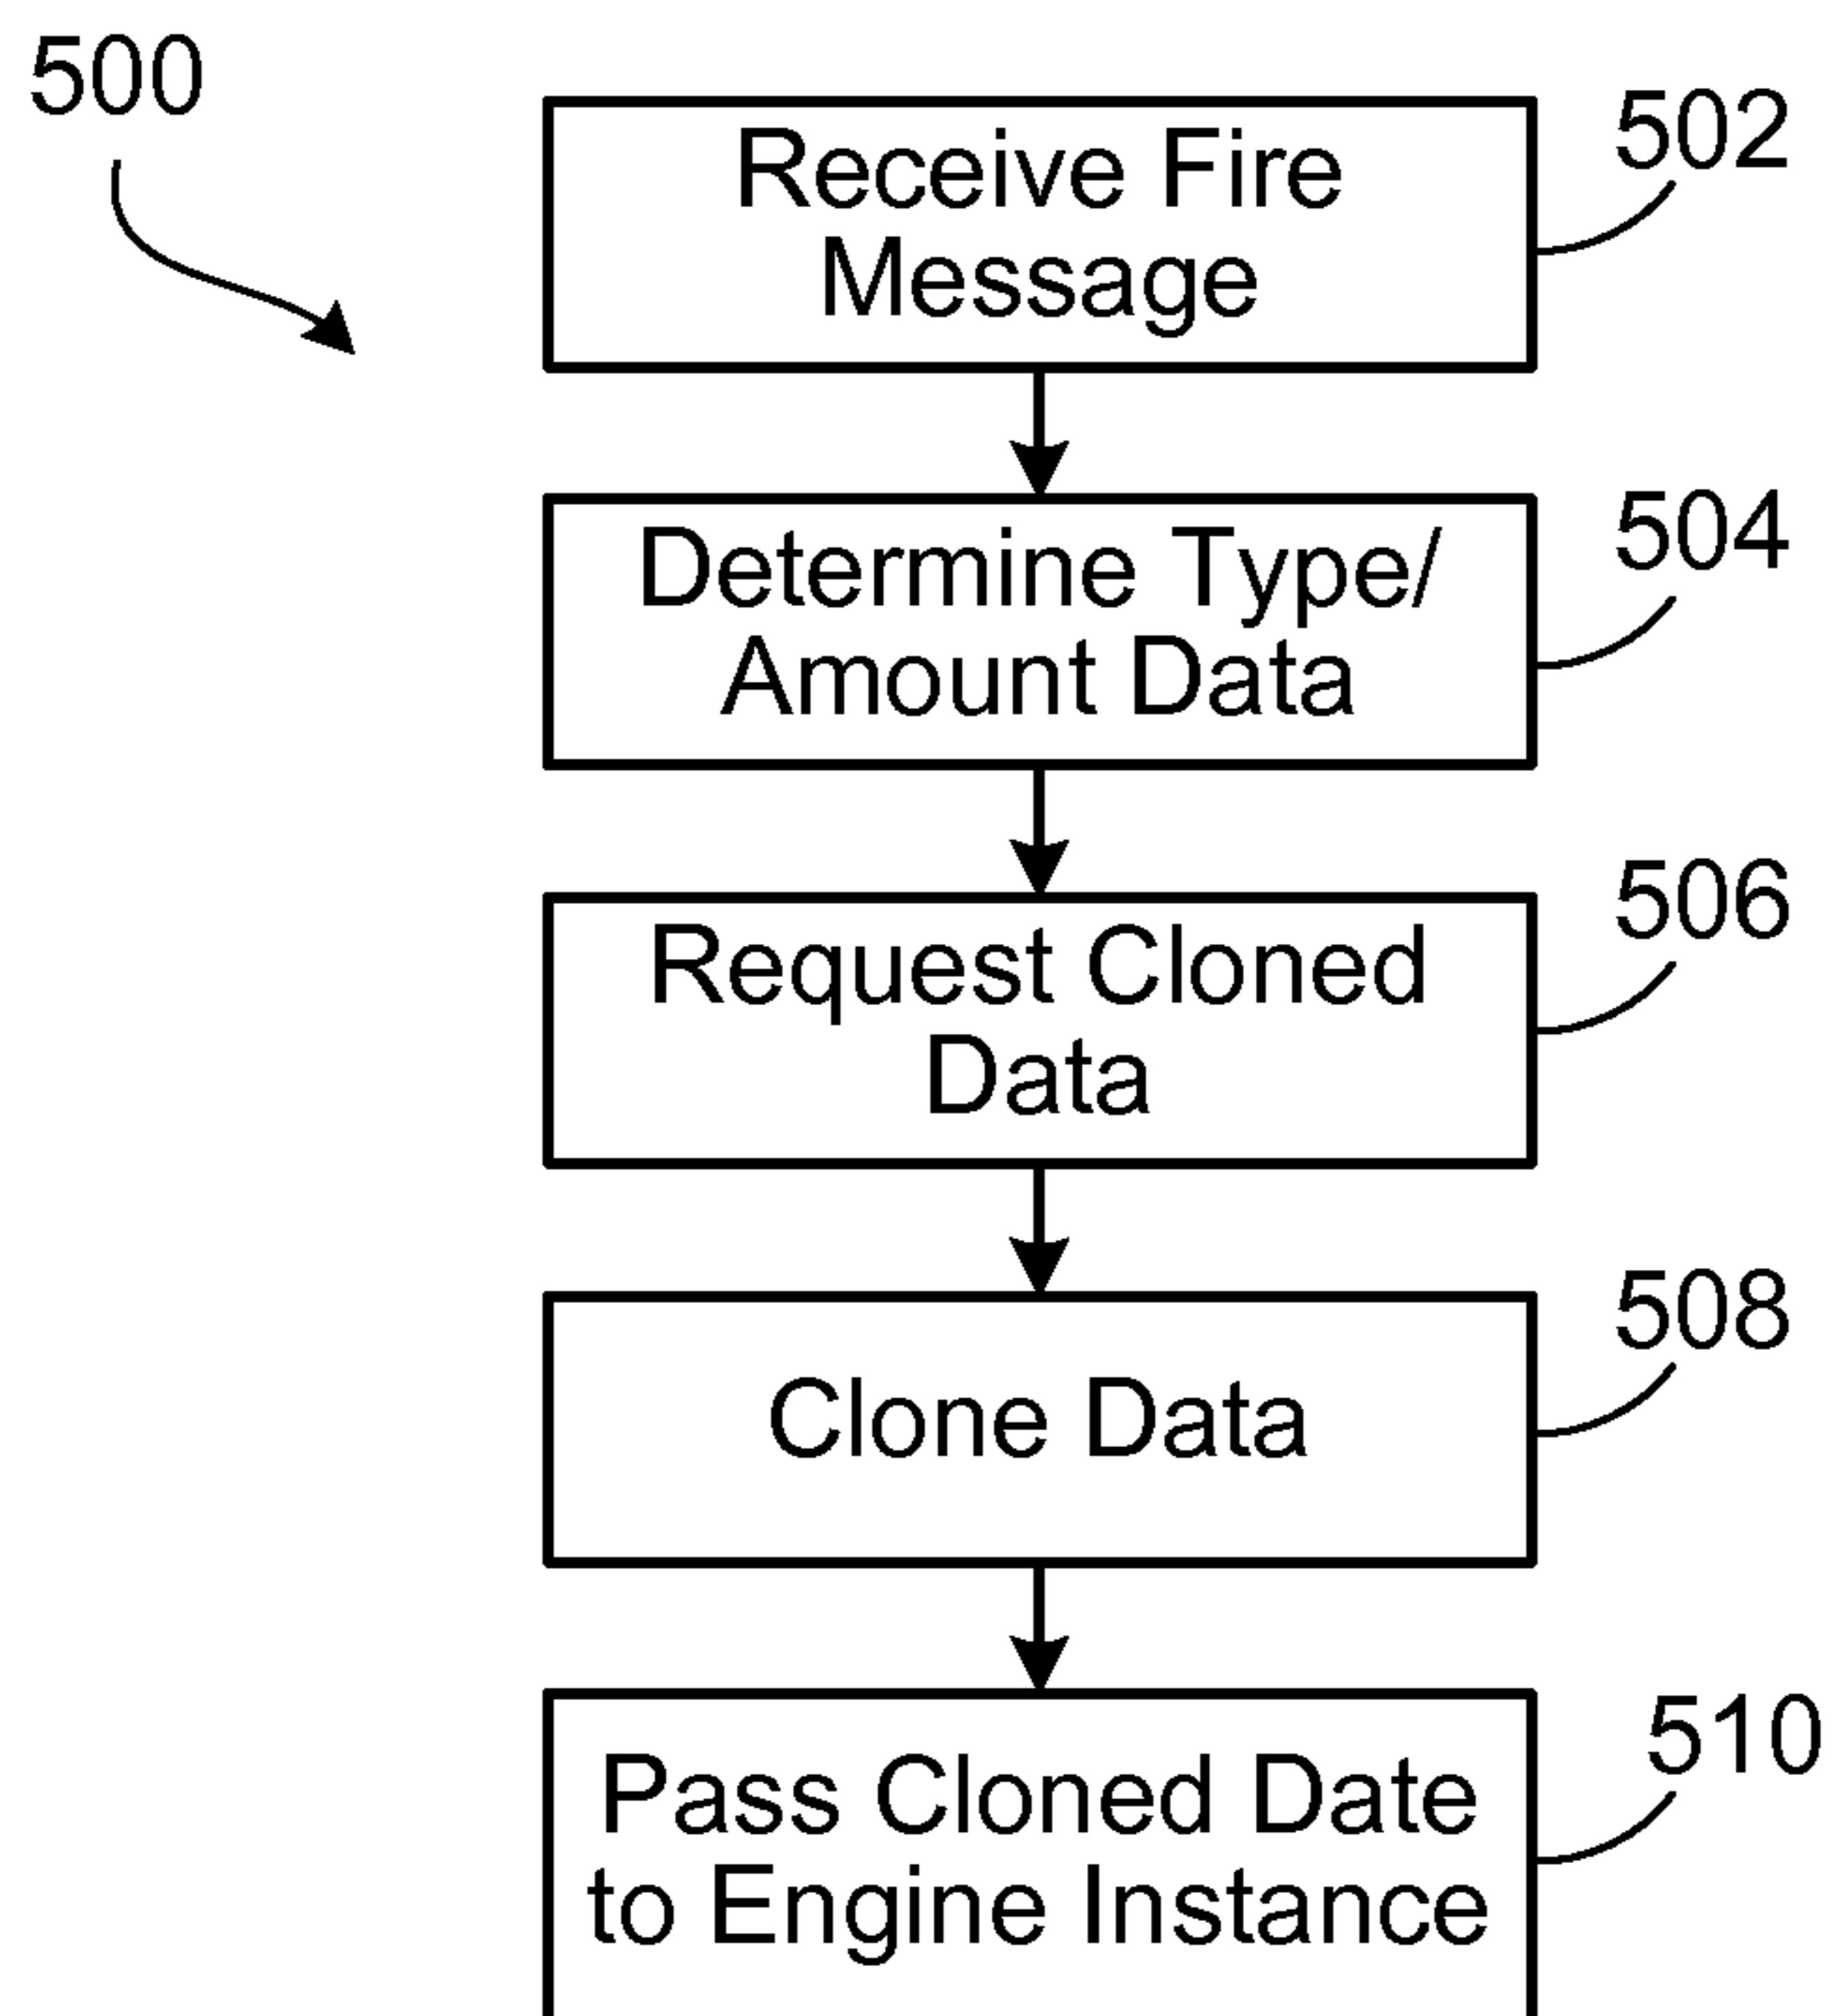 500
Receive Fire
Message
502
Determine Type/
Amount Data
504
Request Cloned
Data
506
Clone Data
508
Pass Cloned Date
to Engine Instance
510